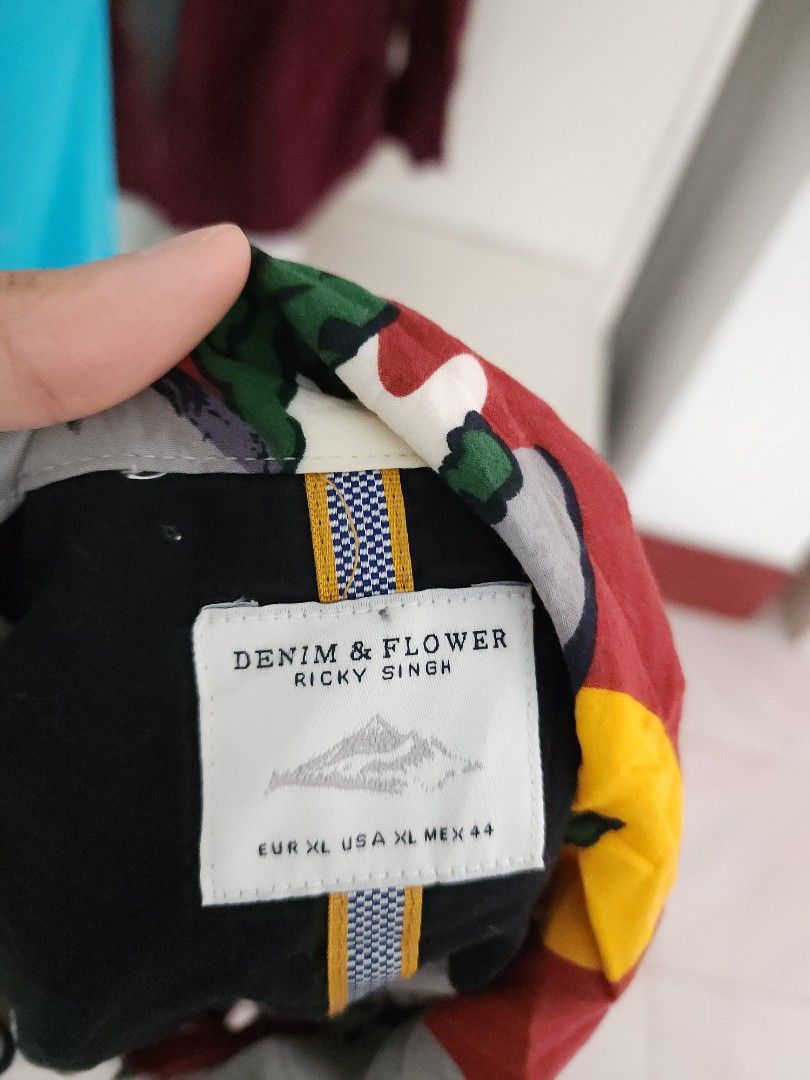 DENIM & FLOWER
RICKY SINGH
EUR XL USA XL MEX 44